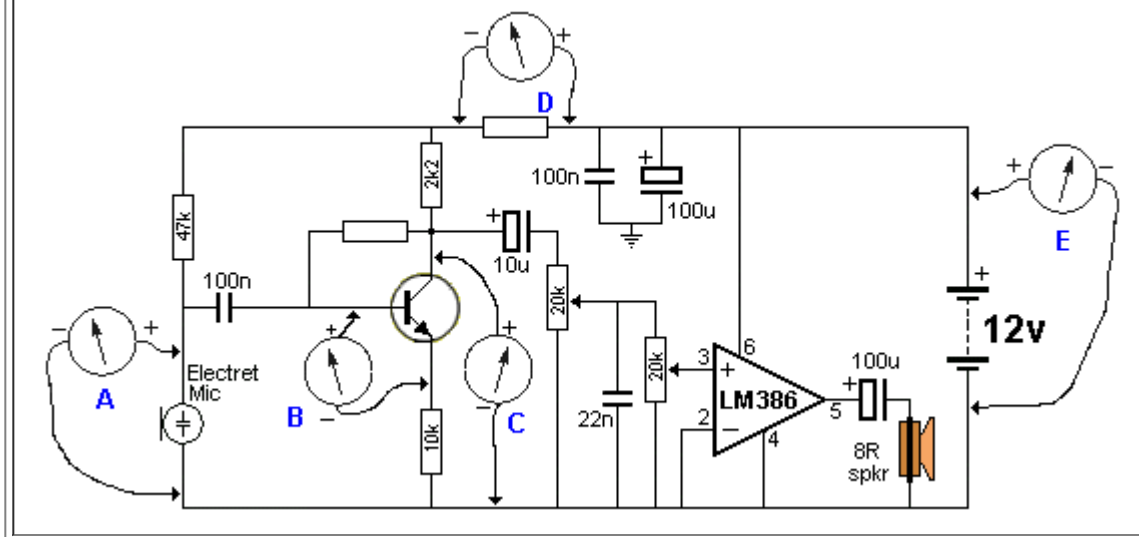 − +
D
2k2
100n
+
100u
+ −
E
47k
+
10u
100n
20k
+
12v
− +
A
Electret
Mic
+
B
−
+
C
−
10k
22n
20k
3 +
6
LM386
2 −
4
5
100u
+
8R
spkr